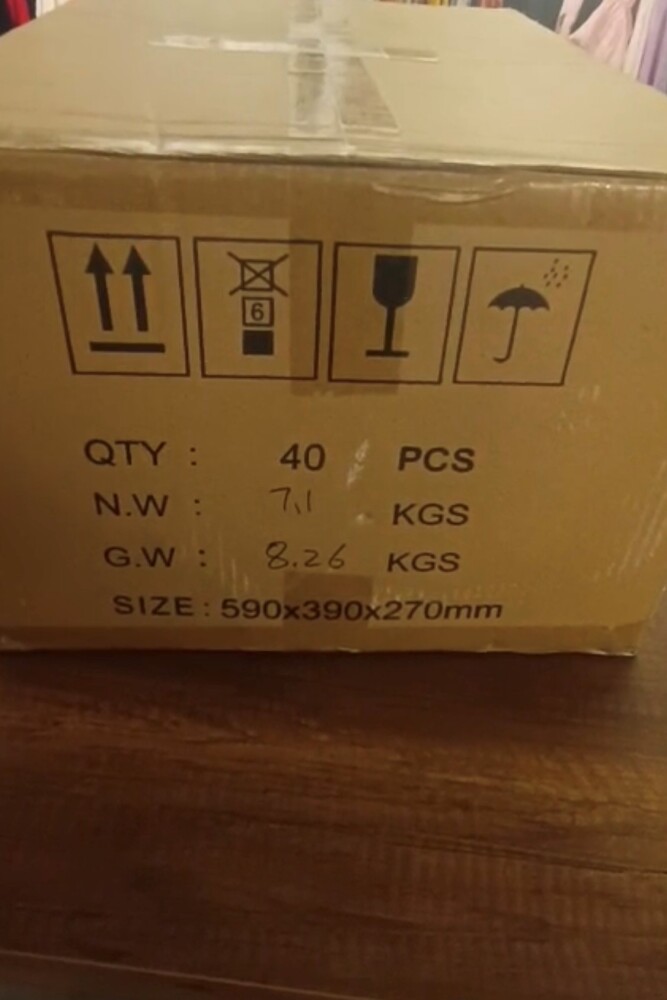 6
QTY : 40 PCS
N.W : 7.1 KGS
G.W : 8.26 KGS
SIZE : 590x390x270mm